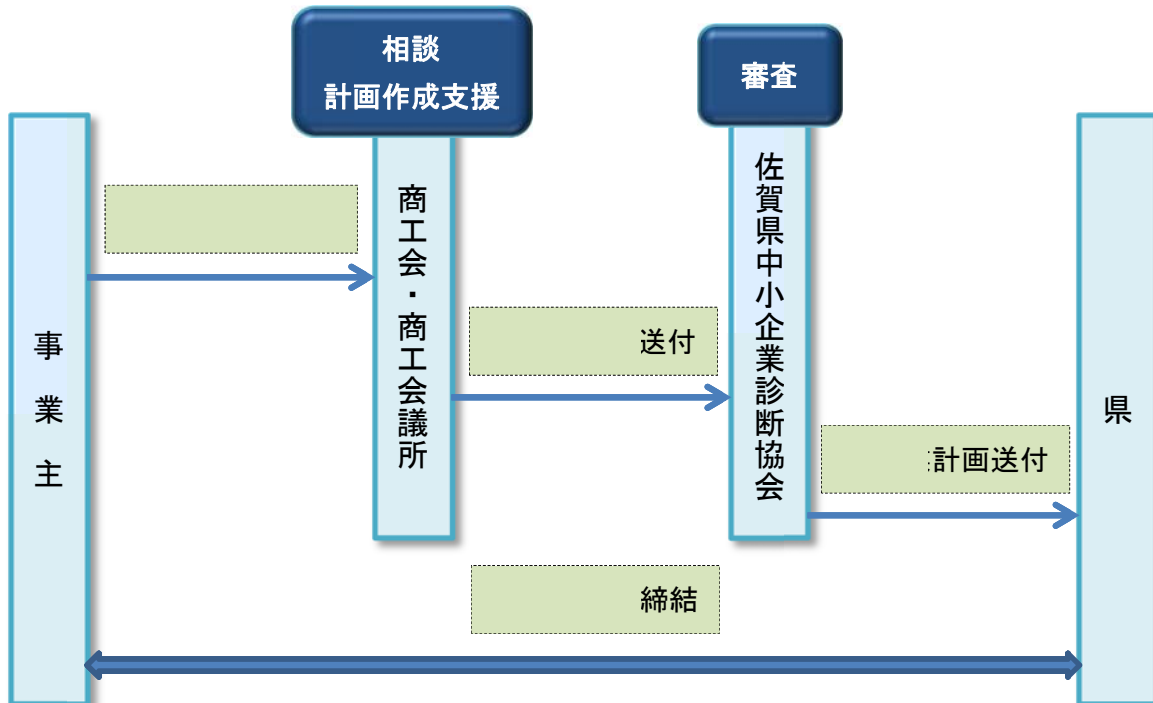 相談
計画作成支援
審査
事業主
商工会・商工会議所
送付
佐賀県中小企業診断協会
計画送付
県
締結